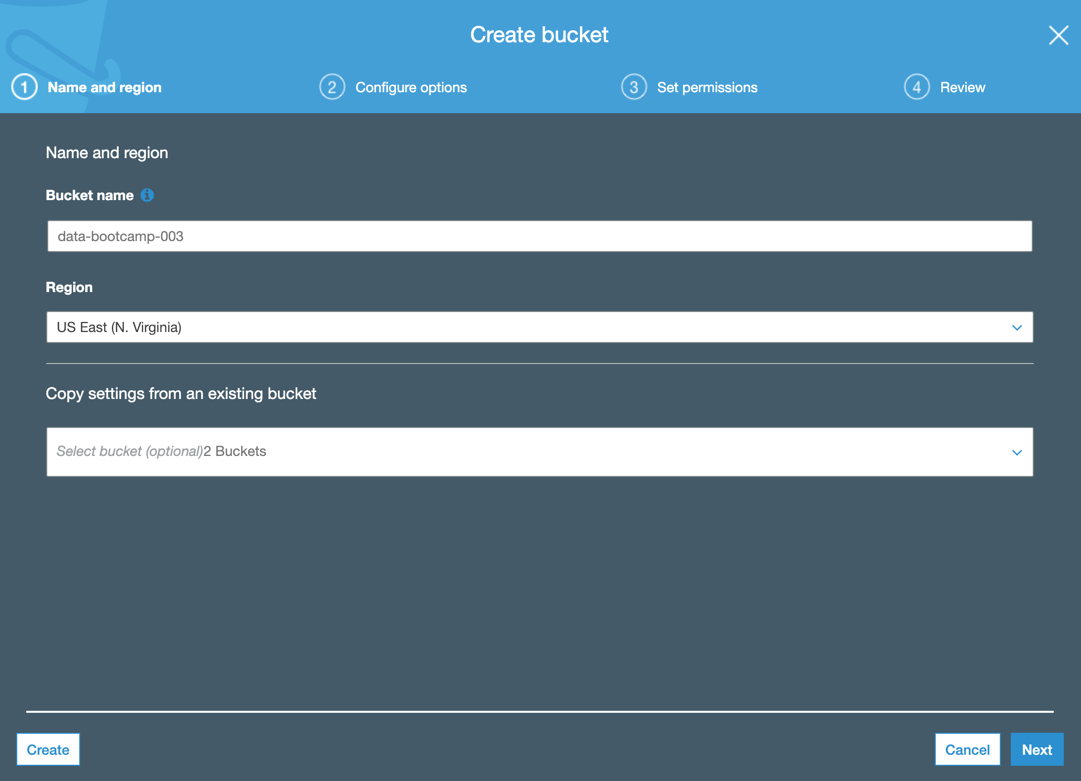 Create bucket
1 Name and region 2 Configure options 3 Set permissions 4 Review
Name and region
Bucket name i
data-bootcamp-003
Region
US East (N. Virginia)
Copy settings from an existing bucket
Select bucket (optional)2 Buckets
Create Cancel Next